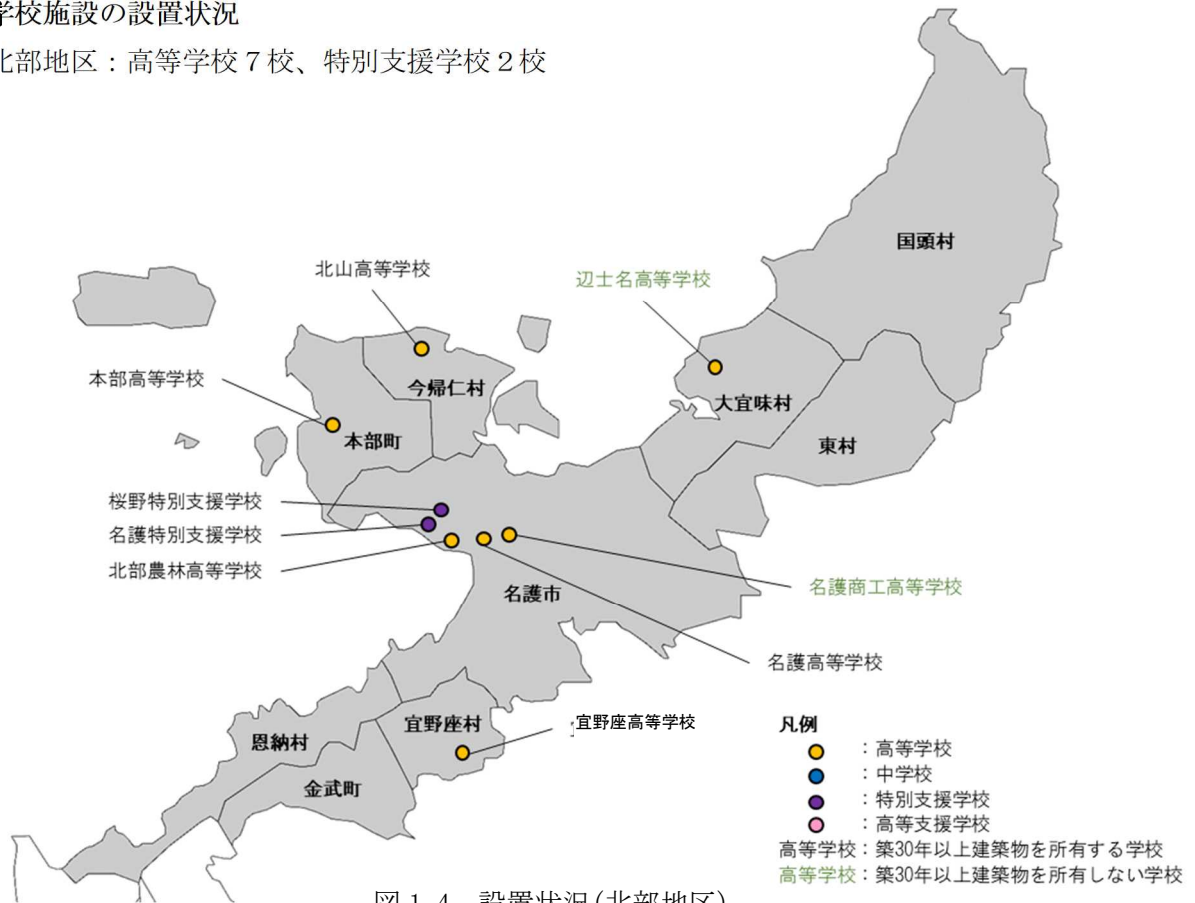 学校施設の設置状況
北部地区：高等学校７校、特別支援学校２校
国頭村
北山高等学校
辺士名高等学校
本部高等学校
今帰仁村
大宜味村
本部町
東村
桜野特別支援学校
名護特別支援学校
北部農林高等学校
名護市
名護商工高等学校
名護高等学校
宜野座村
宜野座高等学校
恩納村
金武町
凡例
：高等学校
：中学校
：特別支援学校
：高等支援学校
高等学校：築30年以上建築物を所有する学校
高等学校：築30年以上建築物を所有しない学校
図1-4 設置状況(北部地区)